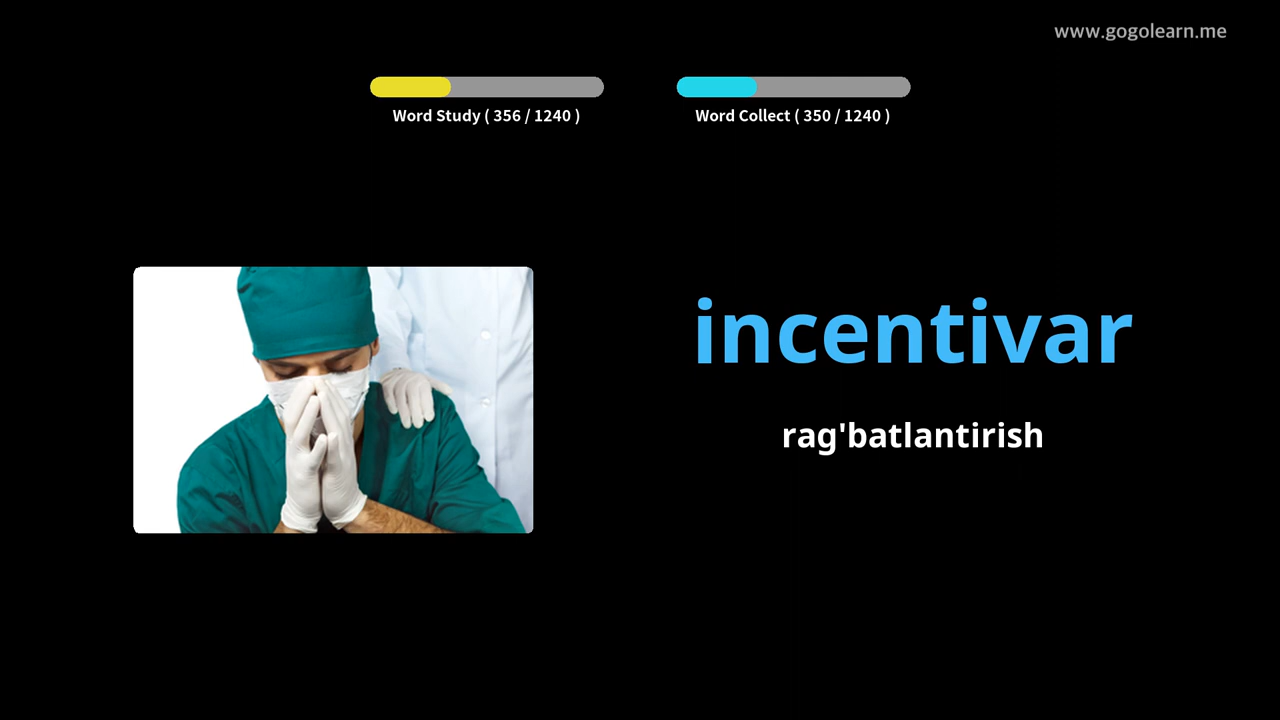 www.gogolearn.me
Word Study ( 356 / 1240 )
Word Collect ( 350 / 1240 )
incentivar
rag'batlantirish